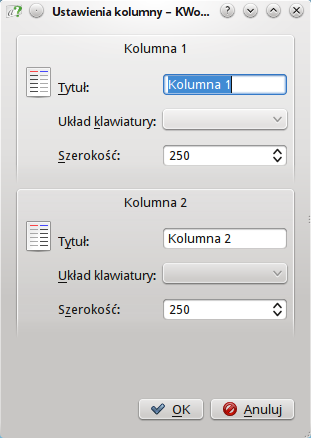 Ustawienia kolumny – KWo...
Kolumna 1
Tytuł: Kolumna 1
Układ klawiatury:
Szerokość: 250
Kolumna 2
Tytuł: Kolumna 2
Układ klawiatury:
Szerokość: 250
OK Anuluj